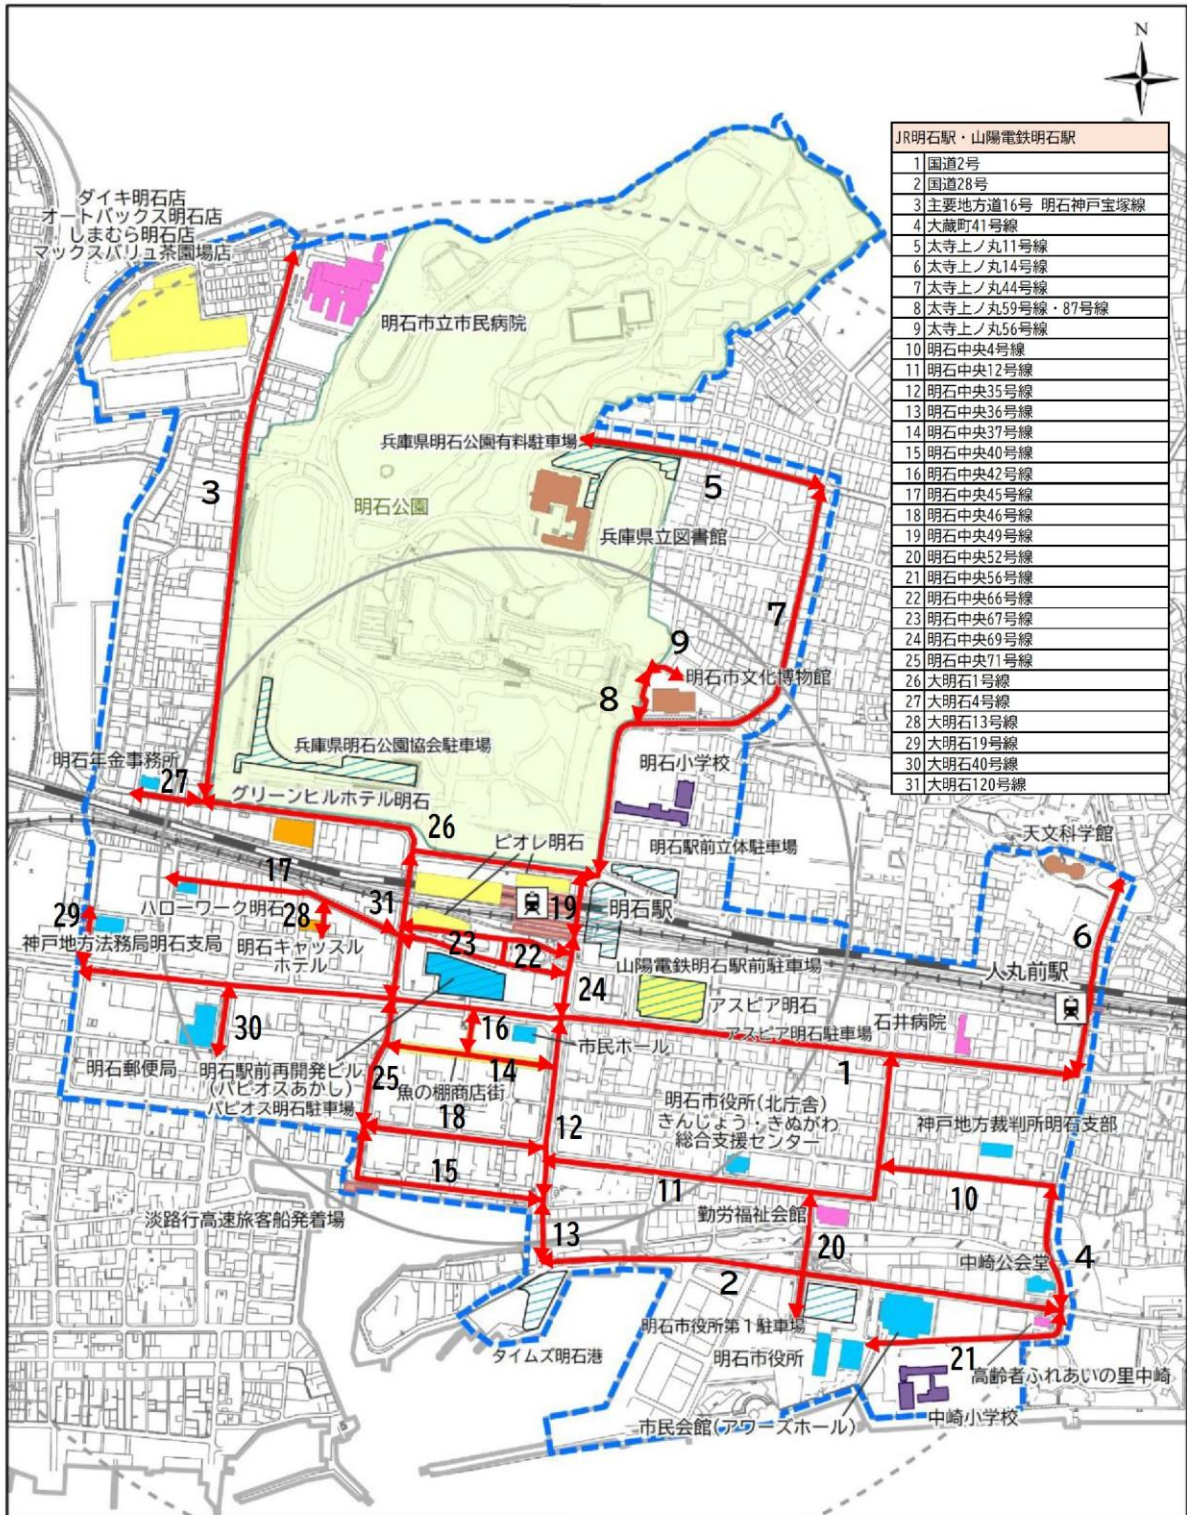 N
JR明石駅・山陽電鉄明石駅
1 国道2号
2 国道28号
3 主要地方道16号 明石神戸宝塚線
4 大蔵町41号線
5 太寺上ノ丸11号線
6 太寺上ノ丸14号線
7 太寺上ノ丸44号線
8 太寺上ノ丸59号線・87号線
9 太寺上ノ丸56号線
10 明石中央4号線
11 明石中央12号線
12 明石中央35号線
13 明石中央36号線
14 明石中央37号線
15 明石中央40号線
16 明石中央42号線
17 明石中央45号線
18 明石中央46号線
19 明石中央49号線
20 明石中央52号線
21 明石中央56号線
22 明石中央66号線
23 明石中央67号線
24 明石中央69号線
25 明石中央71号線
26 大明石1号線
27 大明石4号線
28 大明石13号線
29 大明石19号線
30 大明石40号線
31 大明石120号線
ダイキ明石店
オートバックス明石店
しまむら明石店
マックスバリュ茶園場店
明石市立市民病院
兵庫県明石公園有料駐車場
5
3
明石公園
兵庫県立図書館
7
9
明石市文化博物館
8
兵庫県明石公園協会駐車場
明石年金事務所
明石小学校
27
グリーンヒルホテル明石
26
ピオレ明石
明石駅前立体駐車場
天文科学館
17
ハローワーク明石
28
31
19
明石駅
29
神戸地方法務局明石支局
明石キャッスル
ホテル
23
22
6
山陽電鉄明石駅前駐車場
人丸前駅
24
アスピア明石
30
16
アスピア明石駐車場
石井病院
市民ホール
明石郵便局
明石駅前再開発ビル
(パピオスあかし)
パピオス明石駐車場
25
14
魚の棚商店街
1
18
12
明石市役所(北庁舎)
きんじょう・きぬがわ
総合支援センター
神戸地方裁判所明石支部
15
11
10
淡路行高速旅客船発着場
13
勤労福祉会館
20
中崎公会堂
4
2
明石市役所第1駐車場
タイムズ明石港
明石市役所
21
高齢者ふれあいの里中崎
市民会館(アワーズホール)
中崎小学校